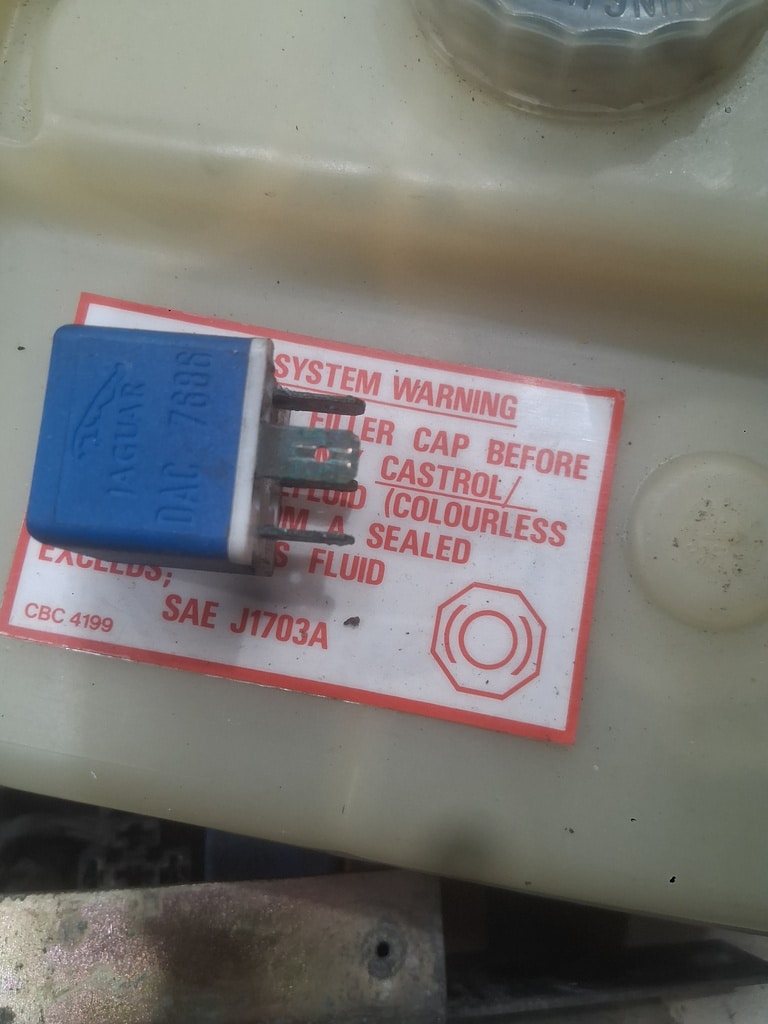 JAGUAR
DAC 7686
SYSTEM WARNING
FILLER CAP BEFORE
CASTROL/
FLUID (COLOURLESS
A SEALED
EXCEEDS; FLUID
SAE J1703A
CBC 4199